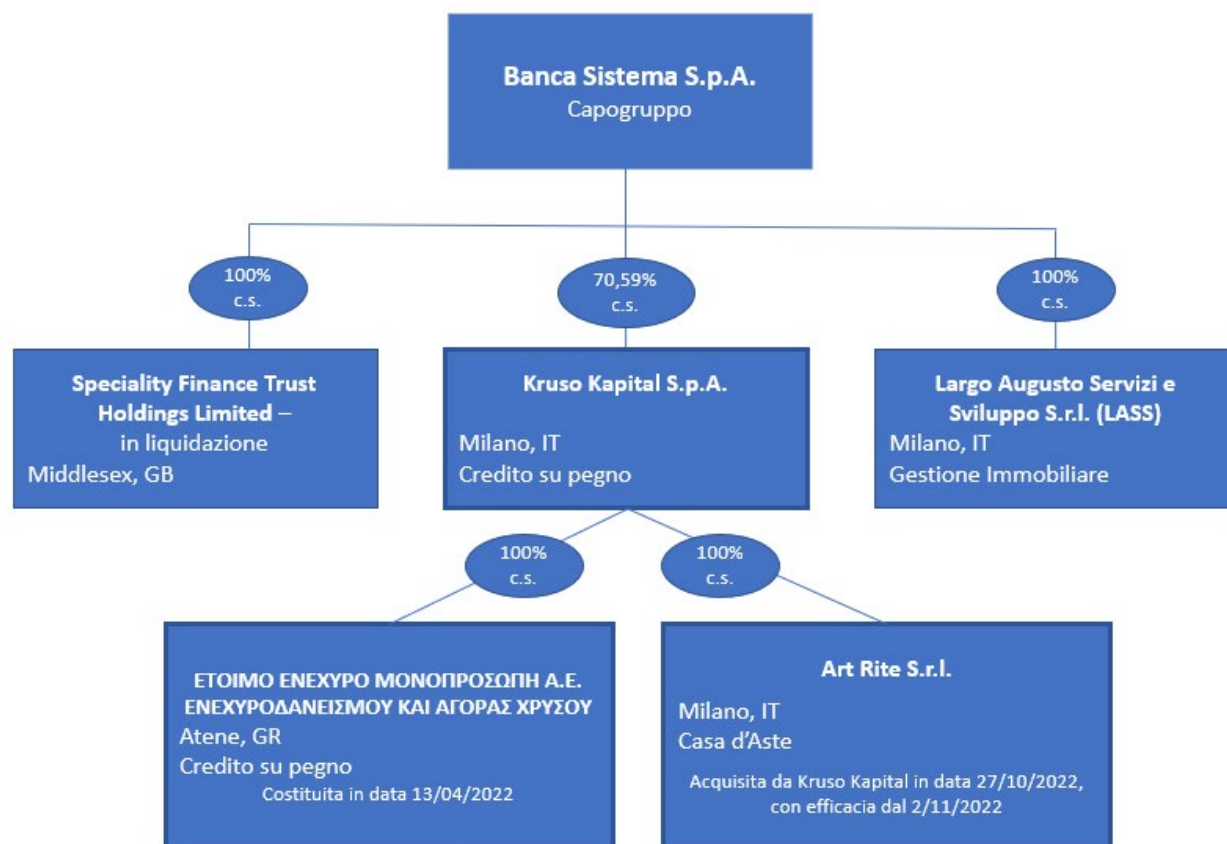 Banca Sistema S.p.A.
Capogruppo
100%
c.s.
70,59%
c.s.
100%
c.s.
Speciality Finance Trust
Holdings Limited –
in liquidazione
Middlesex, GB
Kruso Kapital S.p.A.
Milano, IT
Credito su pegno
Largo Augusto Servizi e
Sviluppo S.r.l. (LASS)
Milano, IT
Gestione Immobiliare
100%
c.s.
100%
c.s.
ΕΤΟΙΜΟ ΕΝΕΧΥΡΟ ΜΟΝΟΠΡΟΣΩΠΗ Α.Ε.
ΕΝΕΧΥΡΟΔΑΝΕΙΣΜΟΥ ΚΑΙ ΑΓΟΡΑΣ ΧΡΥΣΟΥ
Atene, GR
Credito su pegno
Costituita in data 13/04/2022
Art Rite S.r.l.
Milano, IT
Casa d’Aste
Acquisita da Kruso Kapital in data 27/10/2022,
con efficacia dal 2/11/2022